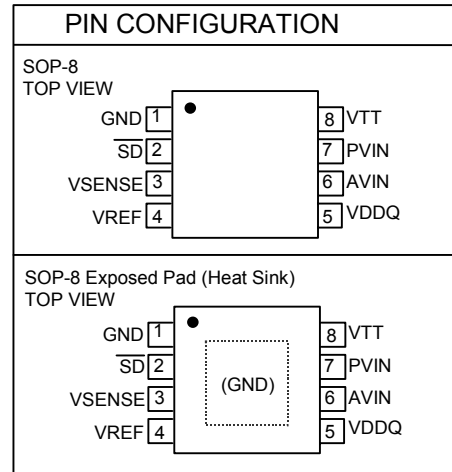 PIN CONFIGURATION
SOP-8
TOP VIEW
GND 1 8 VTT
SD 2 7 PVIN
VSENSE 3 6 AVIN
VREF 4 5 VDDQ
SOP-8 Exposed Pad (Heat Sink)
TOP VIEW
GND 1 8 VTT
SD 2 7 PVIN
(GND)
VSENSE 3 6 AVIN
VREF 4 5 VDDQ